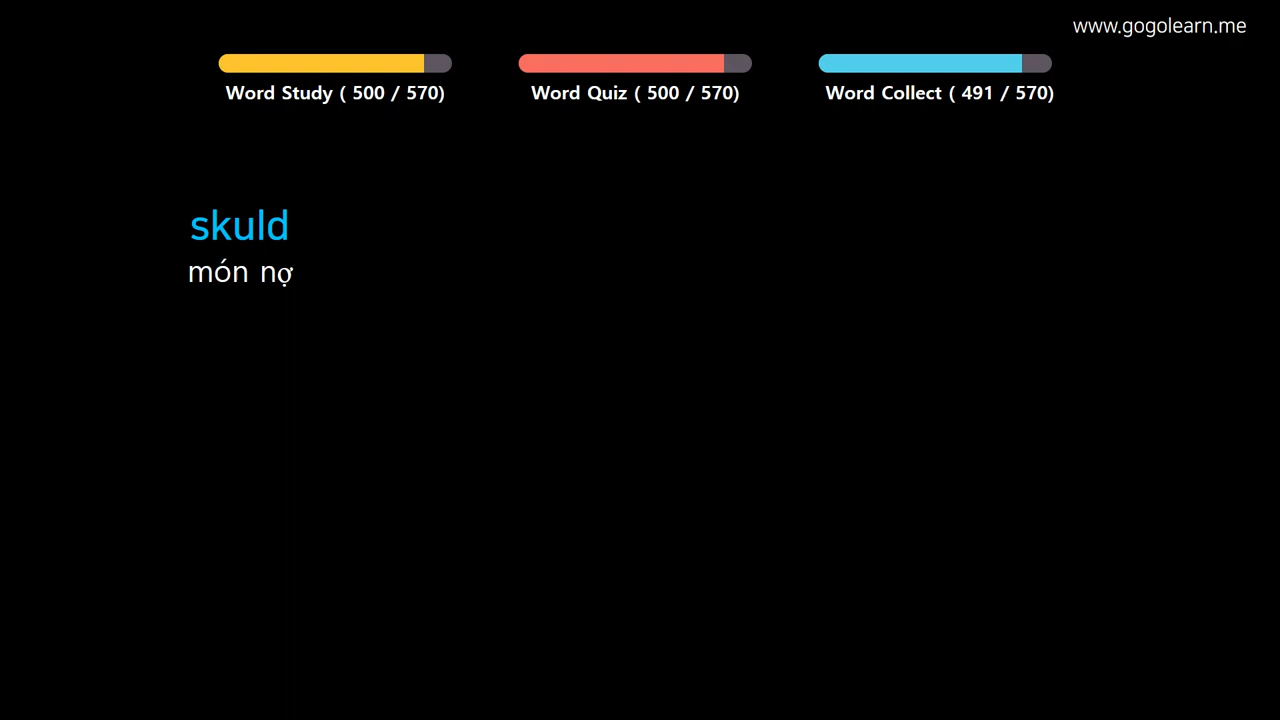 www.gogolearn.me
Word Study ( 500 / 570)
Word Quiz ( 500 / 570)
Word Collect ( 491 / 570)
skuld
món nợ